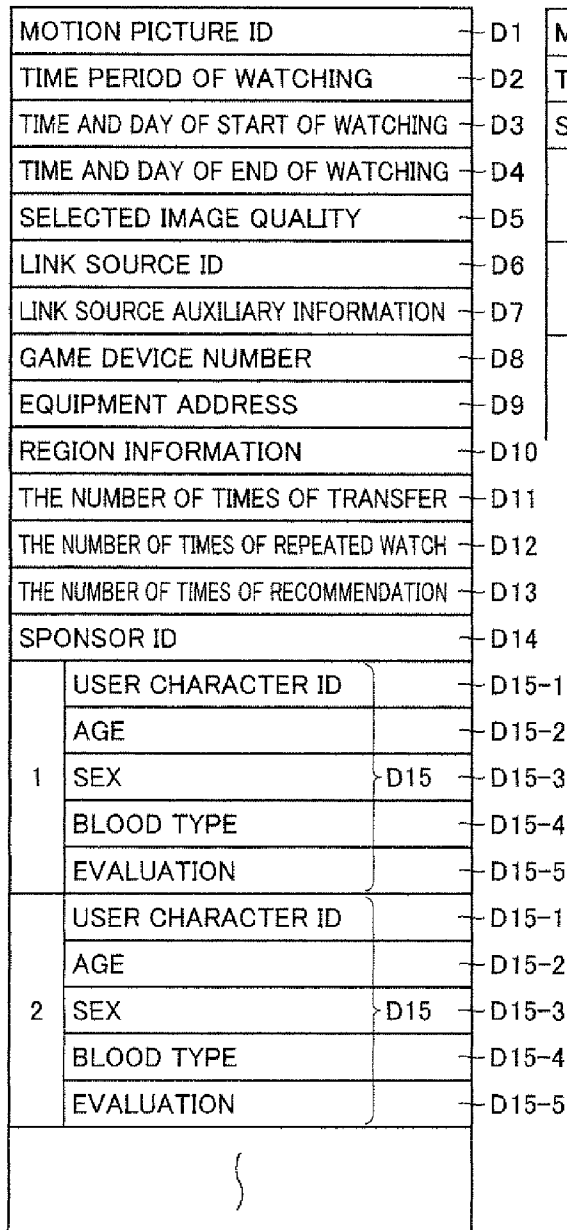 MOTION PICTURE ID D1
TIME PERIOD OF WATCHING D2
TIME AND DAY OF START OF WATCHING D3
TIME AND DAY OF END OF WATCHING D4
SELECTED IMAGE QUALITY D5
LINK SOURCE ID D6
LINK SOURCE AUXILIARY INFORMATION D7
GAME DEVICE NUMBER D8
EQUIPMENT ADDRESS D9
REGION INFORMATION D10
THE NUMBER OF TIMES OF TRANSFER D11
THE NUMBER OF TIMES OF REPEATED WATCH D12
THE NUMBER OF TIMES OF RECOMMENDATION D13
SPONSOR ID D14
USER CHARACTER ID D15-1
AGE D15-2
1 SEX D15 D15-3
BLOOD TYPE D15-4
EVALUATION D15-5
USER CHARACTER ID D15-1
AGE D15-2
2 SEX D15 D15-3
BLOOD TYPE D15-4
EVALUATION D15-5